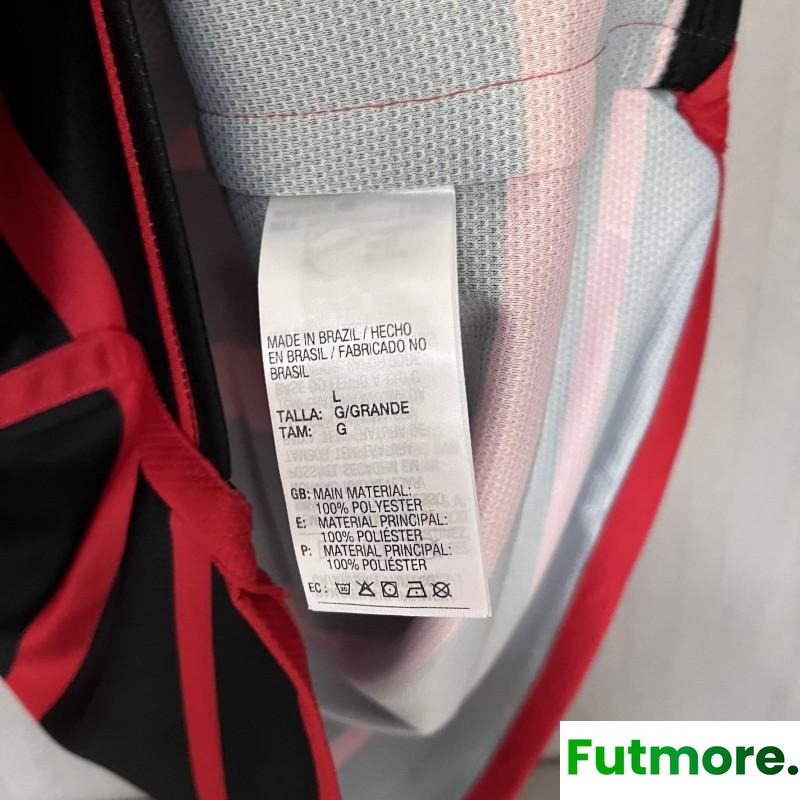 MADE IN BRAZIL / HECHO
EN BRASIL / FABRICADO NO
BRASIL
L
TALLA: G/GRANDE
TAM: G
GB: MAIN MATERIAL:
100% POLYESTER
E: MATERIAL PRINCIPAL:
100% POLIÉSTER
P: MATERIAL PRINCIPAL:
100% POLIÉSTER
EC:
Futmore.